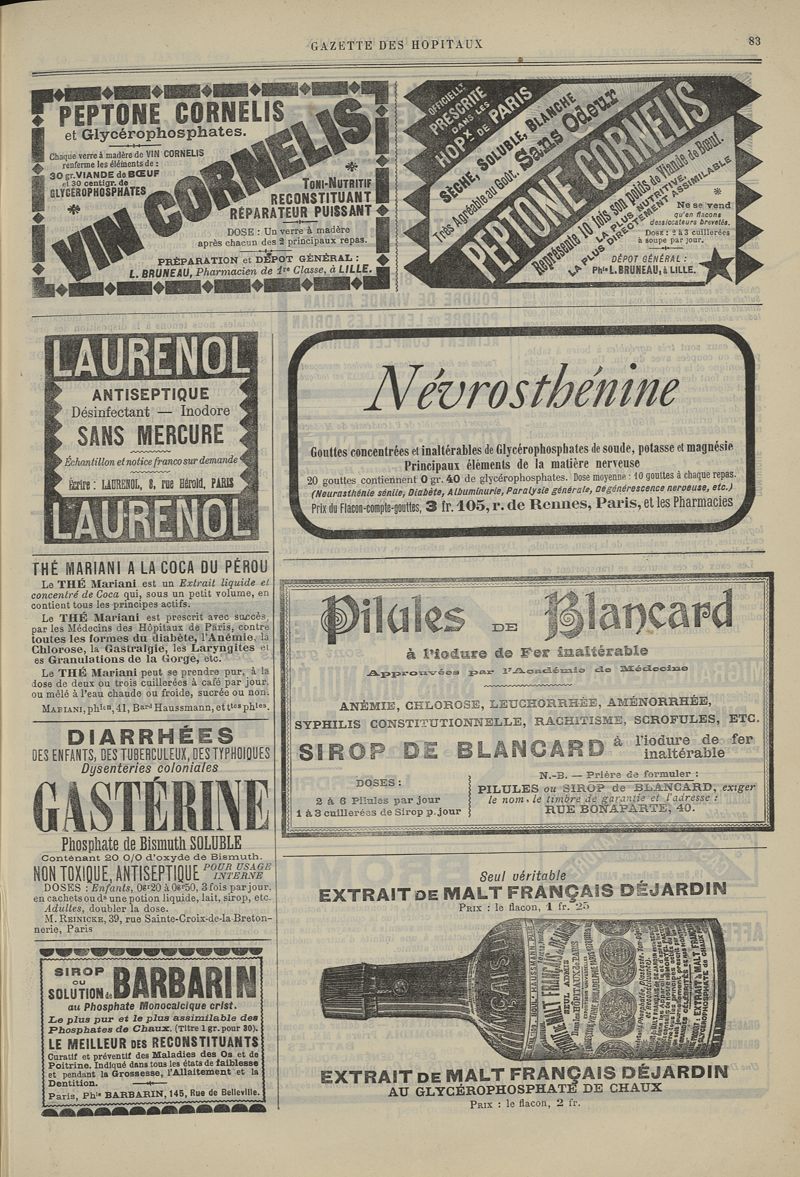 GAZETTE DES HOPITAUX
83
PEPTONE CORNELIS
et Glycérophosphates.
Chaque verre à madère de VIN CORNELIS
renferme les éléments de :
30 gr. VIANDE de BŒUF
et 30 centigr. de
GLYCÉROPHOSPHATES
VIN CORNELIS
TONI-NUTRITIF
RECONSTITUANT
RÉPARATEUR PUISSANT
DOSE : Un verre à madère
après chacun des 2 principaux repas.
PRÉPARATION et DÉPOT GÉNÉRAL :
L. BRUNEAU, Pharmacien de 1re Classe, à LILLE.
OFFICIELLt
PRESCRITE
DANS LES
HOPx DE PARIS
SÈCHE, SOLUBLE, BLANCHE
Très Agréable au Goût. Sans Odeur
PEPTONE CORNELIS
Représente 10 fois son poids de Viande de Bœuf.
LA PLUS NUTRITIVE,
LA PLUS DIRECTEMENT ASSIMILABLE
Ne se vend
qu'en flacons
dessiccateurs brevetés.
DOSE : 2 à 3 cuillerées
à soupe par jour.
DÉPOT GÉNÉRAL :
Phie L. BRUNEAU, à LILLE.
LAURENOL
ANTISEPTIQUE
Désinfectant — Inodore
SANS MERCURE
Échantillon et notice franco sur demande
Écrire : LAURENOL, 8, rue Hérold, PARIS
LAURENOL
Névrosthénine
Gouttes concentrées et inaltérables de Glycérophosphates de soude, potasse et magnésie
Principaux éléments de la matière nerveuse
20 gouttes contiennent 0 gr. 40 de glycérophosphates. Dose moyenne : 10 gouttes à chaque repas.
(Neurasthénie sénile, Diabète, Albuminurie, Paralysie générale, Dégénérescence nerveuse, etc.)
Prix du Flacon-compte-gouttes, 3 fr. 105, r. de Rennes, Paris, et les Pharmacies
THÉ MARIANI A LA COCA DU PÉROU
Le THÉ Mariani est un Extrait liquide et
concentré de Coca qui, sous un petit volume, en
contient tous les principes actifs.
Le THÉ Mariani est prescrit avec succès
par les Médecins des Hôpitaux de Paris, contre
toutes les formes du diabète, l'Anémie, la
Chlorose, la Gastralgie, les Laryngites et
es Granulations de la Gorge, etc.
Le THÉ Mariani peut se prendre pur, à la
dose de deux ou trois cuillerées à café par jour,
ou mêlé à l'eau chaude ou froide, sucrée ou non.
MARIANI, phien, 41, Bard Haussmann, et ttes phies.
DIARRHÉES
DES ENFANTS, DES TUBERCULEUX, DES TYPHOIQUES
Dysenteries coloniales
GASTÉRINE
Phosphate de Bismuth SOLUBLE
Contenant 20 0/0 d'oxyde de Bismuth.
NON TOXIQUE, ANTISEPTIQUE POUR USAGE INTERNE
DOSES : Enfants, 0gr20 à 0gr50, 3 fois par jour,
en cachets ou ds une potion liquide, lait, sirop, etc.
Adultes, doubler la dose.
M. REINICKE, 39, rue Sainte-Croix-de-la-Breton-
nerie, Paris
SIROP
OU
SOLUTION de BARBARIN
au Phosphate Monocalcique crist.
Le plus pur et le plus assimilable des
Phosphates de Chaux. (Titre 1 gr. pour 30).
LE MEILLEUR DES RECONSTITUANTS
Curatif et préventif des Maladies des Os et de
Poitrine. Indiqué dans tous les états de faiblesse
et pendant la Grossesse, l'Allaitement et la
Dentition.
Paris, Phie BARBARIN, 145, Rue de Belleville.
Pilules DE Blancard
à l'iodure de Fer inaltérable
Approuvées par l'Académie de Médecine
ANÉMIE, CHLOROSE, LEUCHORRHÉE, AMÉNORRHÉE,
SYPHILIS CONSTITUTIONNELLE, RACHITISME, SCROFULES, ETC.
SIROP DE BLANCARD à l'iodure de fer inaltérable
DOSES :
2 à 6 Pilules par jour
1 à 3 cuillerées de Sirop p. jour
N.-B. — Prière de formuler :
PILULES ou SIROP de BLANCARD, exiger
le nom, le timbre de garantie et l'adresse :
RUE BONAPARTE, 40.
Seul véritable
EXTRAIT DE MALT FRANÇAIS DÉJARDIN
PRIX : le flacon, 1 fr. 25
EXTRAIT DE MALT FRANÇAIS DÉJARDIN
AU GLYCÉROPHOSPHATE DE CHAUX
PRIX : le flacon, 2 fr.